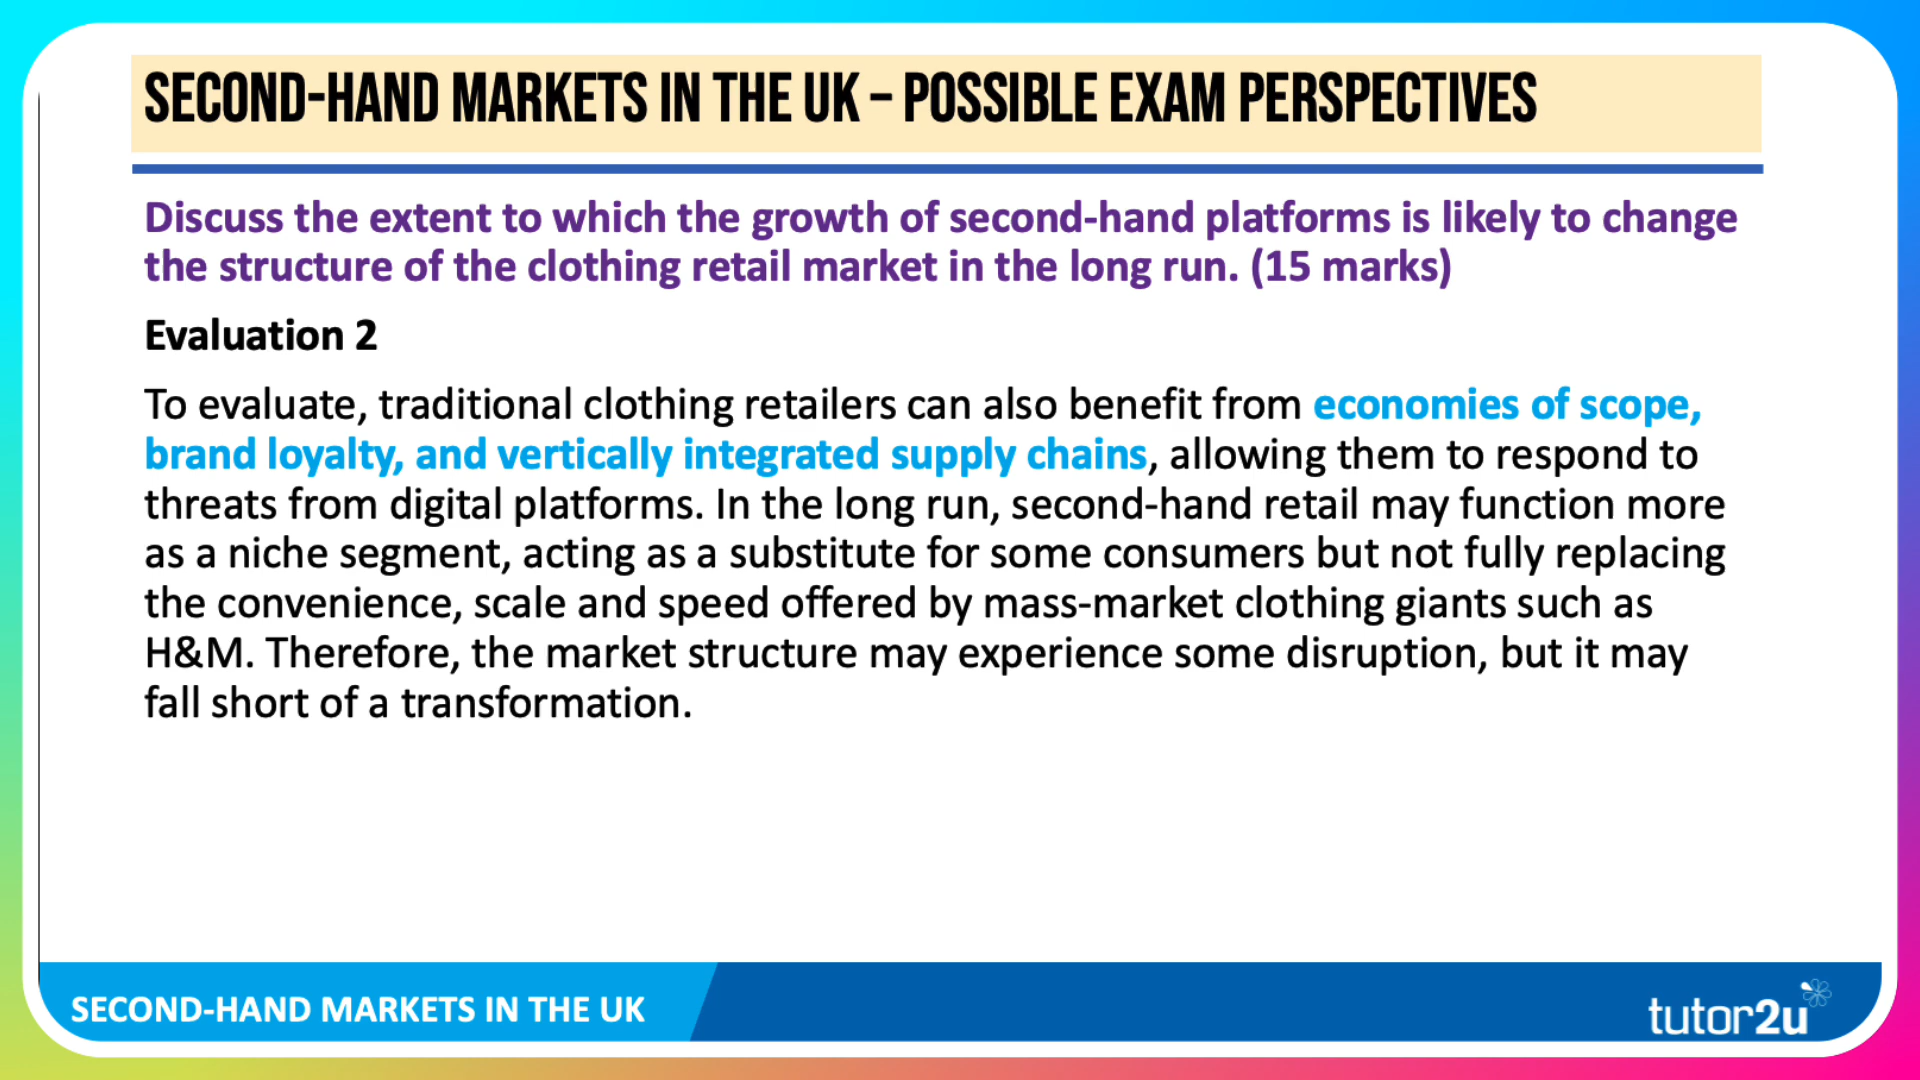 SECOND-HAND MARKETS IN THE UK – POSSIBLE EXAM PERSPECTIVES
Discuss the extent to which the growth of second-hand platforms is likely to change
the structure of the clothing retail market in the long run. (15 marks)
Evaluation 2
To evaluate, traditional clothing retailers can also benefit from economies of scope,
brand loyalty, and vertically integrated supply chains, allowing them to respond to
threats from digital platforms. In the long run, second-hand retail may function more
as a niche segment, acting as a substitute for some consumers but not fully replacing
the convenience, scale and speed offered by mass-market clothing giants such as
H&M. Therefore, the market structure may experience some disruption, but it may
fall short of a transformation.
SECOND-HAND MARKETS IN THE UK
tutor2u